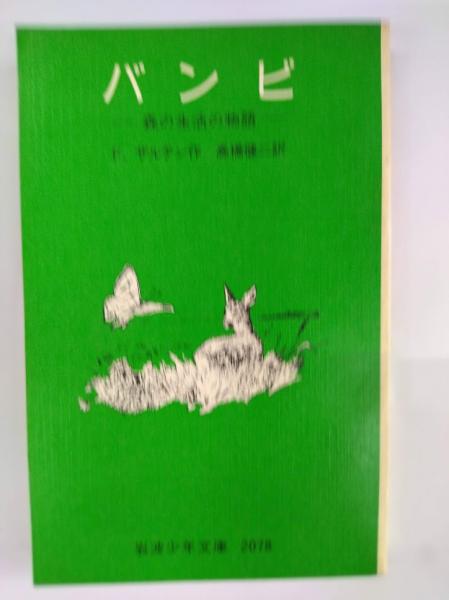 バンビ
森の生活の物語
F. ザルテン作 高橋健二訳
岩波少年文庫 2078